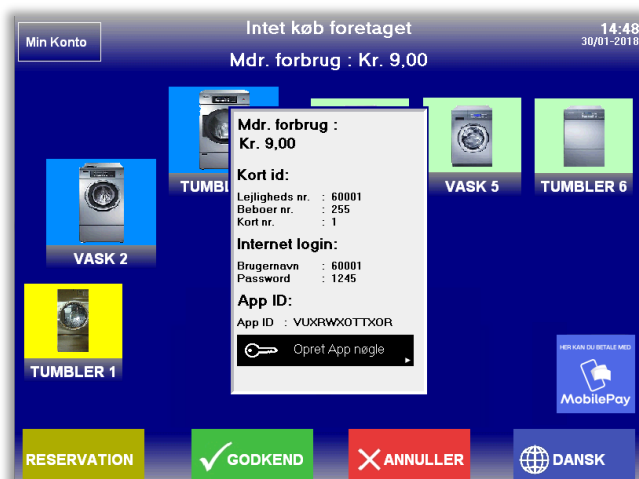 Min Konto
Intet køb foretaget
14:48
30/01-2018
Mdr. forbrug : Kr. 9,00
Mdr. forbrug :
Kr. 9,00
Kort id:
Lejligheds nr. : 60001
Beboer nr. : 255
Kort nr. : 1
Internet login:
Brugernavn : 60001
Password : 1245
App ID:
App ID : VUXRWXOTTXOR
Opret App nøgle
TUMBL
VASK 5
TUMBLER 6
VASK 2
TUMBLER 1
HER KAN DU BETALE MED
MobilePay
RESERVATION
GODKEND
ANNULLER
DANSK